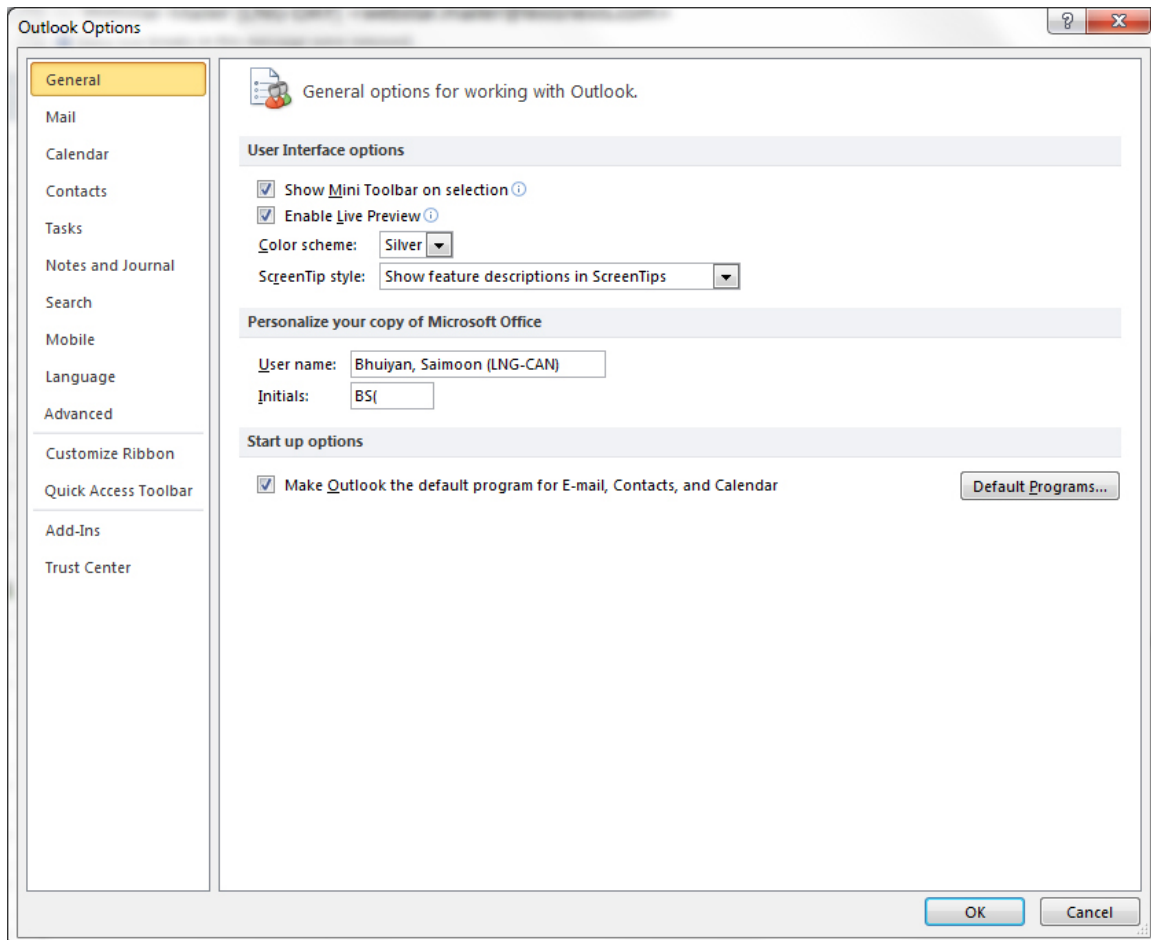 Outlook Options
General
Mail
Calendar
Contacts
Tasks
Notes and Journal
Search
Mobile
Language
Advanced
Customize Ribbon
Quick Access Toolbar
Add-Ins
Trust Center
General options for working with Outlook.
User Interface options
Show Mini Toolbar on selection
Enable Live Preview
Color scheme: Silver
ScreenTip style: Show feature descriptions in ScreenTips
Personalize your copy of Microsoft Office
User name: Bhuiyan, Saimoon (LNG-CAN)
Initials: BS(
Start up options
Make Outlook the default program for E-mail, Contacts, and Calendar Default Programs...
OK Cancel